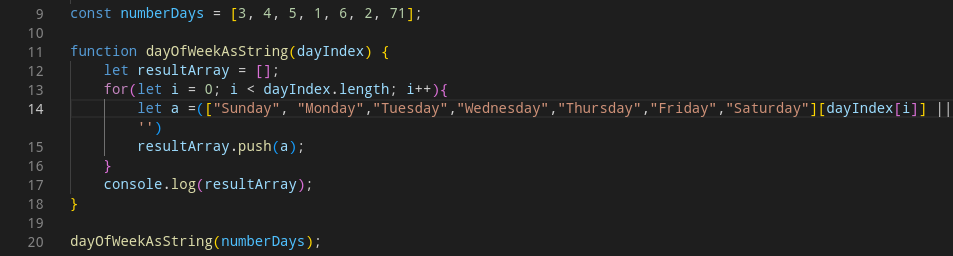 9 const numberDays = [3, 4, 5, 1, 6, 2, 71];
10
11 function dayOfWeekAsString(dayIndex) {
12 let resultArray = [];
13 for(let i = 0; i < dayIndex.length; i++){
14 let a =(["Sunday", "Monday","Tuesday","Wednesday","Thursday","Friday","Saturday"][dayIndex[i]] ||
'')
15 resultArray.push(a);
16 }
17 console.log(resultArray);
18 }
19
20 dayOfWeekAsString(numberDays);